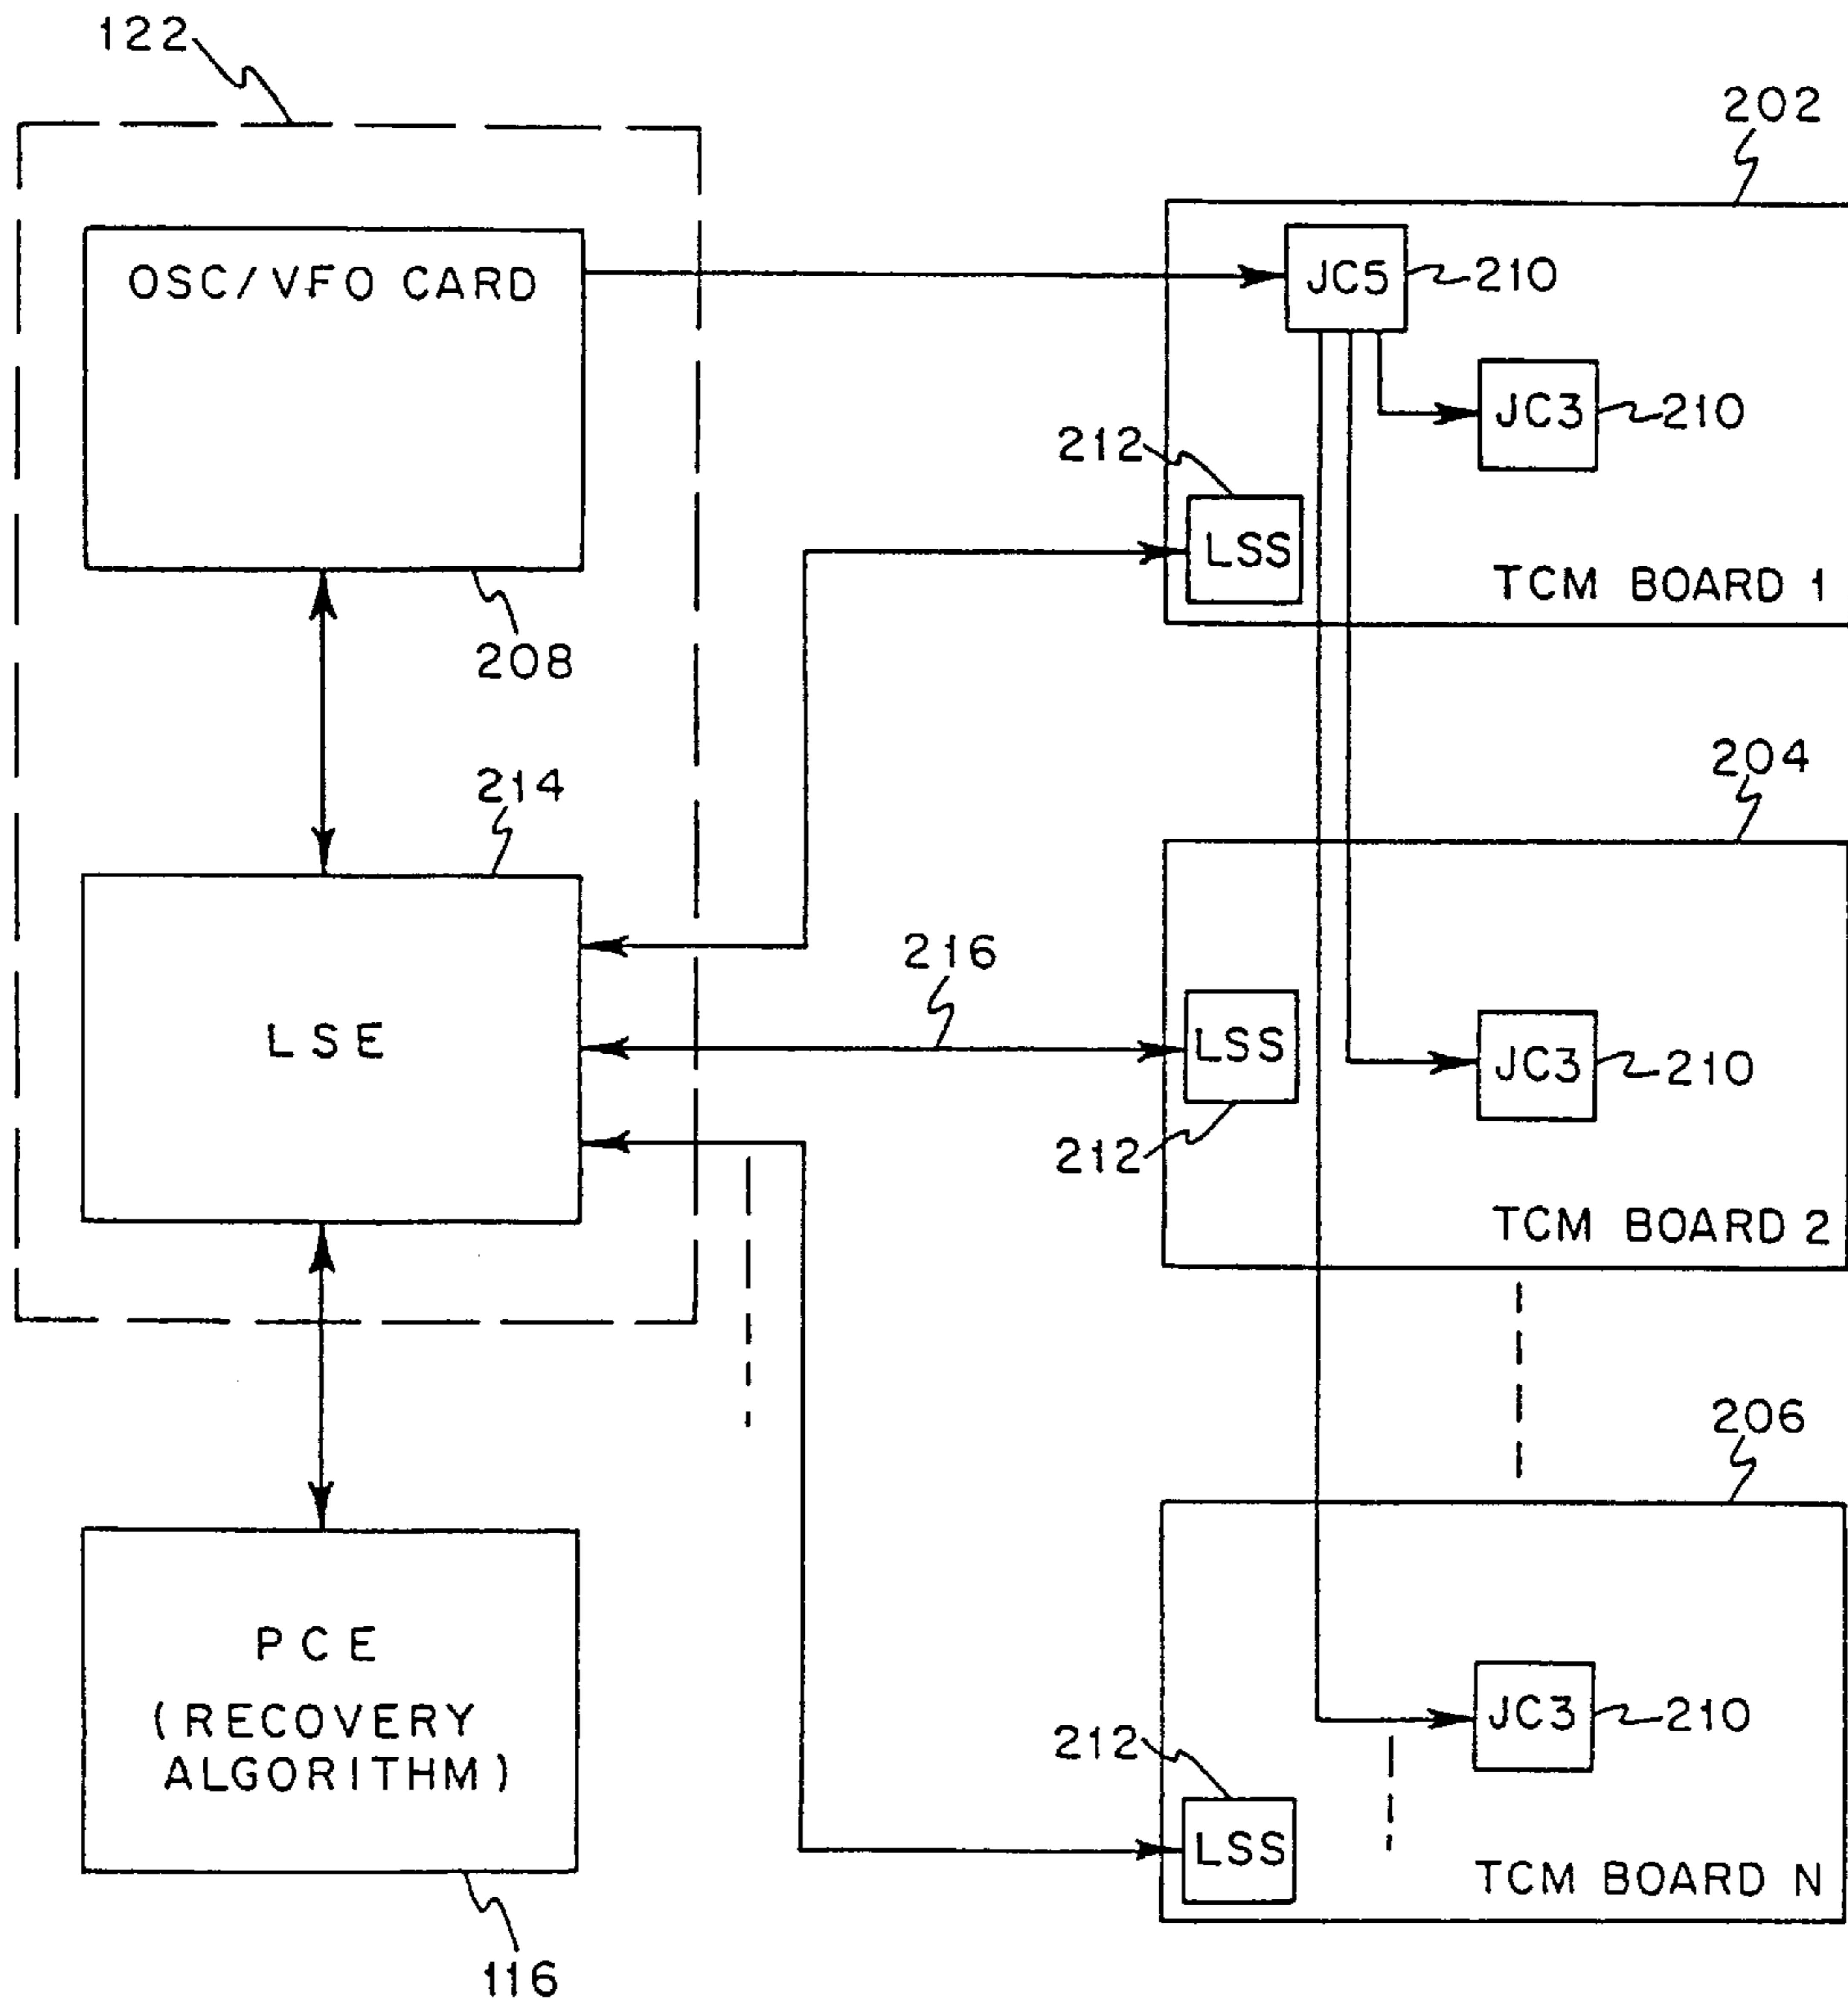 122
202
OSC/VFO CARD
JC5
210
JC3
210
212
LSS
TCM BOARD 1
208
204
214
216
LSE
LSS
JC3
210
212
TCM BOARD 2
206
PCE
(RECOVERY
ALGORITHM)
JC3
210
212
LSS
TCM BOARD N
116